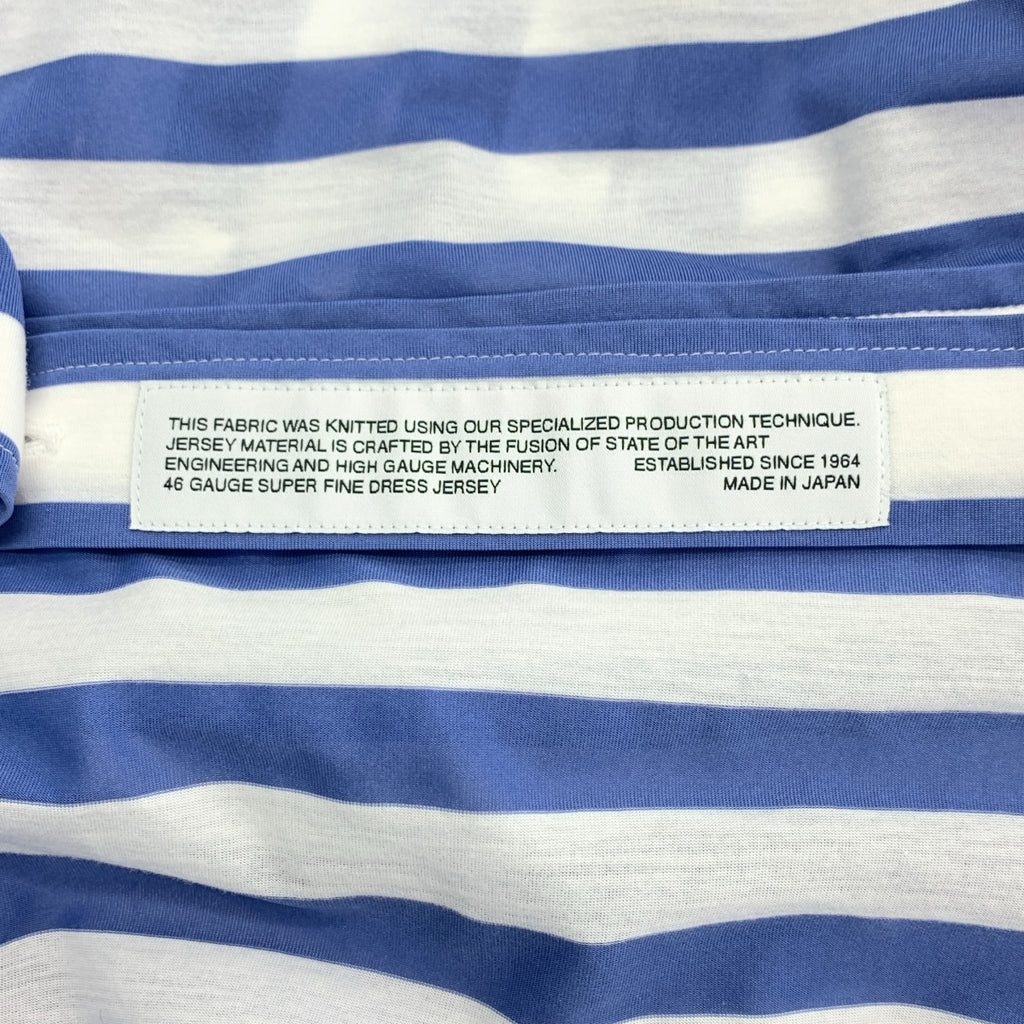 THIS FABRIC WAS KNITTED USING OUR SPECIALIZED PRODUCTION TECHNIQUE.
JERSEY MATERIAL IS CRAFTED BY THE FUSION OF STATE OF THE ART
ENGINEERING AND HIGH GAUGE MACHINERY. ESTABLISHED SINCE 1964
46 GAUGE SUPER FINE DRESS JERSEY MADE IN JAPAN